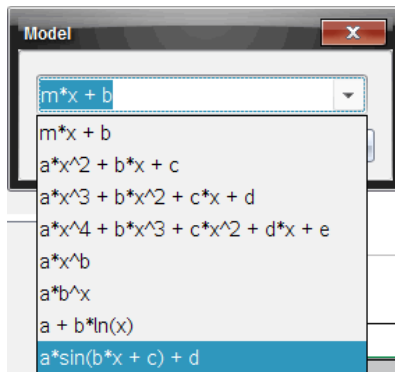 Model
m*x + b
m*x + b
a*x^2 + b*x + c
a*x^3 + b*x^2 + c*x + d
a*x^4 + b*x^3 + c*x^2 + d*x + e
a*x^b
a*b^x
a + b*ln(x)
a*sin(b*x + c) + d